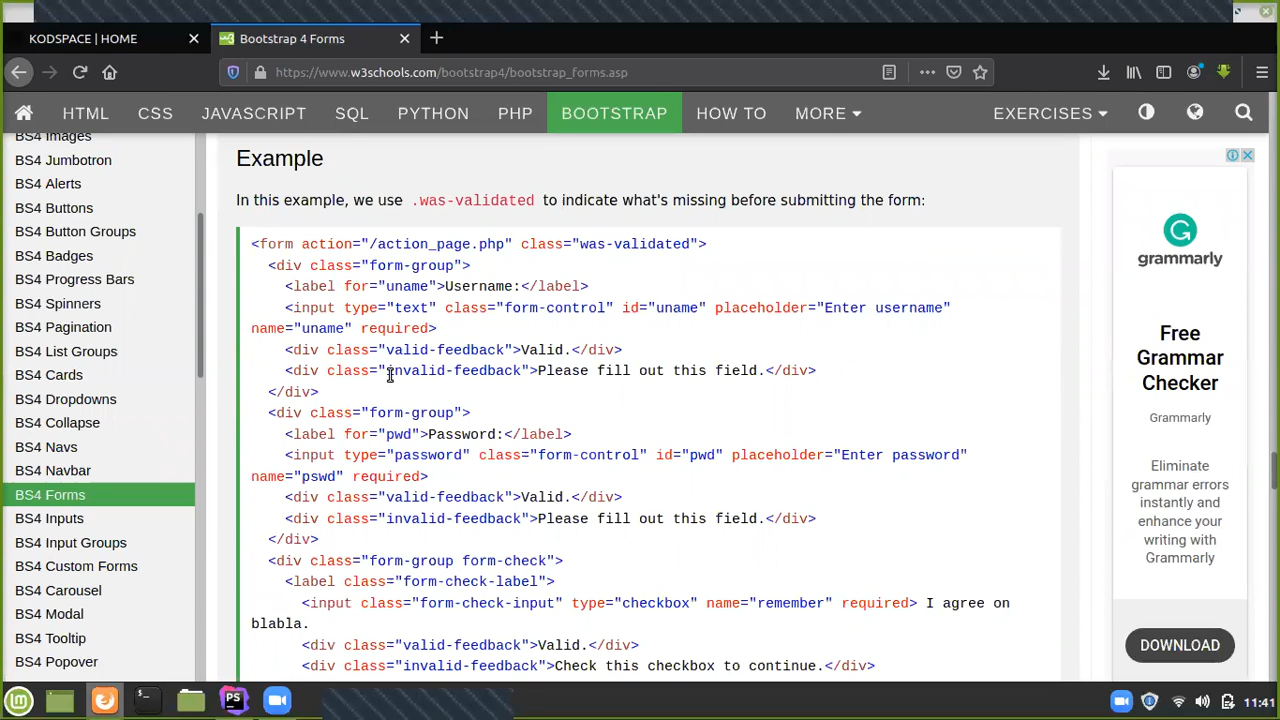 KODSPACE | HOME
Bootstrap 4 Forms
https://www.w3schools.com/bootstrap4/bootstrap_forms.asp
HTML CSS JAVASCRIPT SQL PYTHON PHP BOOTSTRAP HOW TO MORE EXERCISES
BS4 Images
BS4 Jumbotron
BS4 Alerts
BS4 Buttons
BS4 Button Groups
BS4 Badges
BS4 Progress Bars
BS4 Spinners
BS4 Pagination
BS4 List Groups
BS4 Cards
BS4 Dropdowns
BS4 Collapse
BS4 Navs
BS4 Navbar
BS4 Forms
BS4 Inputs
BS4 Input Groups
BS4 Custom Forms
BS4 Carousel
BS4 Modal
BS4 Tooltip
BS4 Popover
Example
In this example, we use .was-validated to indicate what's missing before submitting the form:
<form action="/action_page.php" class="was-validated">
<div class="form-group">
<label for="uname">Username:</label>
<input type="text" class="form-control" id="uname" placeholder="Enter username"
name="uname" required>
<div class="valid-feedback">Valid.</div>
<div class="invalid-feedback">Please fill out this field.</div>
</div>
<div class="form-group">
<label for="pwd">Password:</label>
<input type="password" class="form-control" id="pwd" placeholder="Enter password"
name="pswd" required>
<div class="valid-feedback">Valid.</div>
<div class="invalid-feedback">Please fill out this field.</div>
</div>
<div class="form-group form-check">
<label class="form-check-label">
<input class="form-check-input" type="checkbox" name="remember" required> I agree on
blabla.
<div class="valid-feedback">Valid.</div>
<div class="invalid-feedback">Check this checkbox to continue.</div>
grammarly
Free
Grammar
Checker
Grammarly
Eliminate
grammar errors
instantly and
enhance your
writing with
Grammarly
DOWNLOAD
PS
11:41